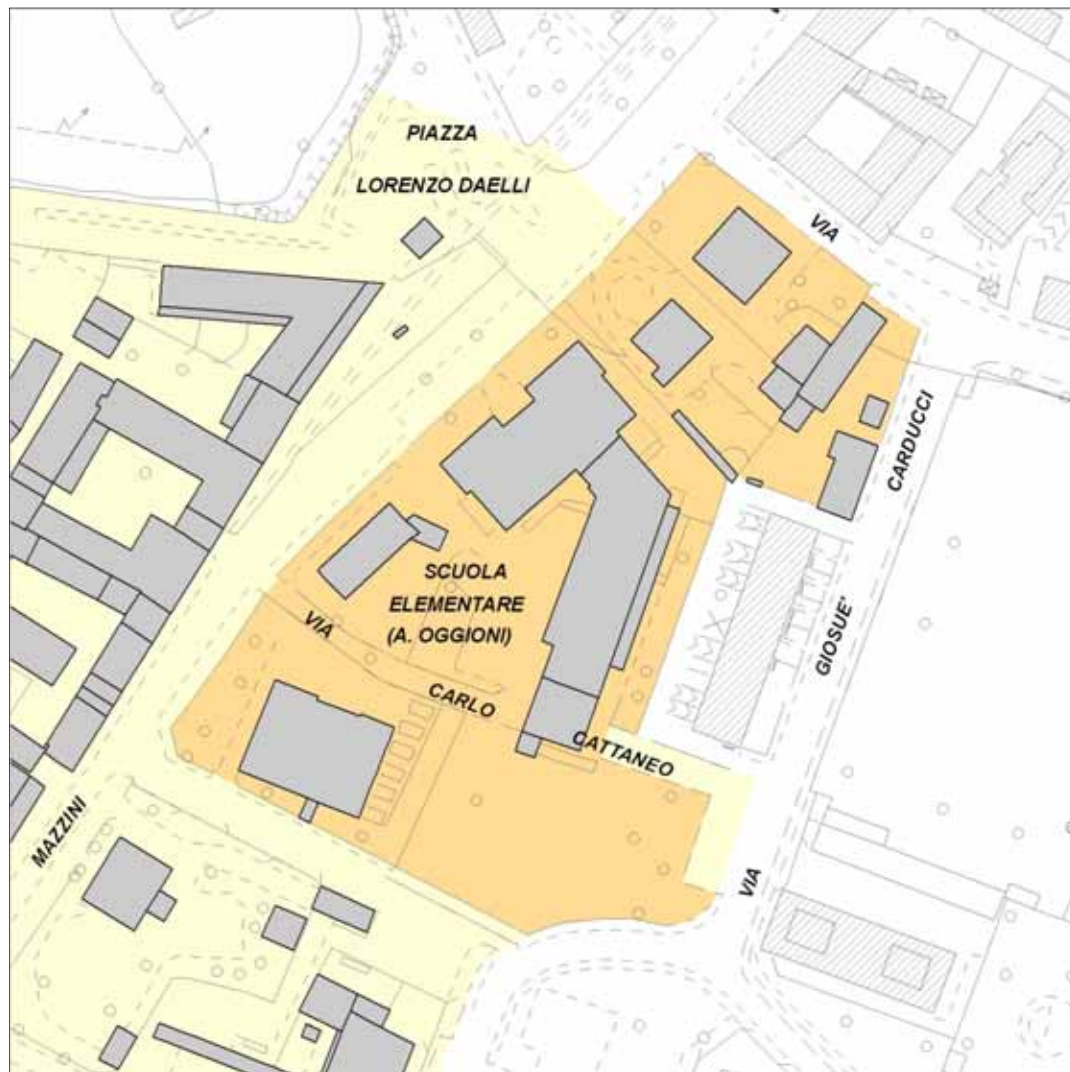 PIAZZA
LORENZO DAELLI
VIA
CARDUCCI
SCUOLA
ELEMENTARE
(A. OGGIONI)
VIA
CARLO
CATTANEO
GIOSUE'
MAZZINI
VIA